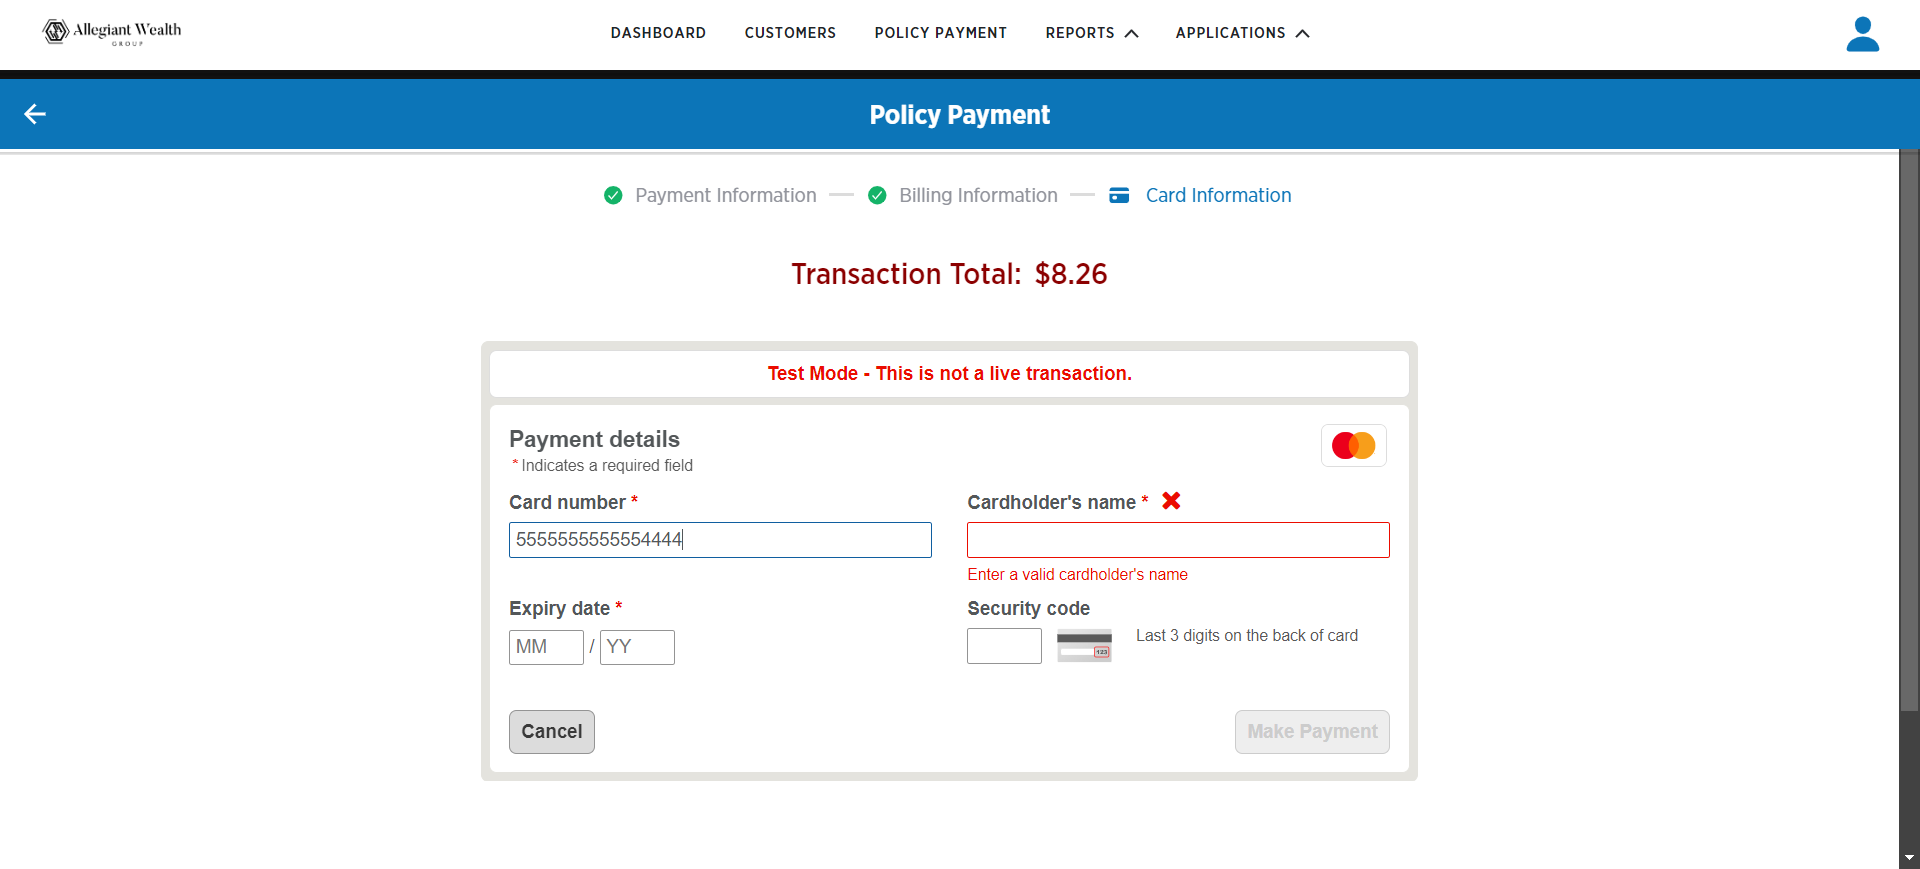 Allegiant Wealth
GROUP
DASHBOARD CUSTOMERS POLICY PAYMENT REPORTS APPLICATIONS
Policy Payment
Payment Information Billing Information Card Information
Transaction Total: $8.26
Test Mode - This is not a live transaction.
Payment details
* Indicates a required field
Card number * Cardholder's name *
5555555555554444
Enter a valid cardholder's name
Expiry date * Security code
MM / YY
Last 3 digits on the back of card
123
Cancel Make Payment